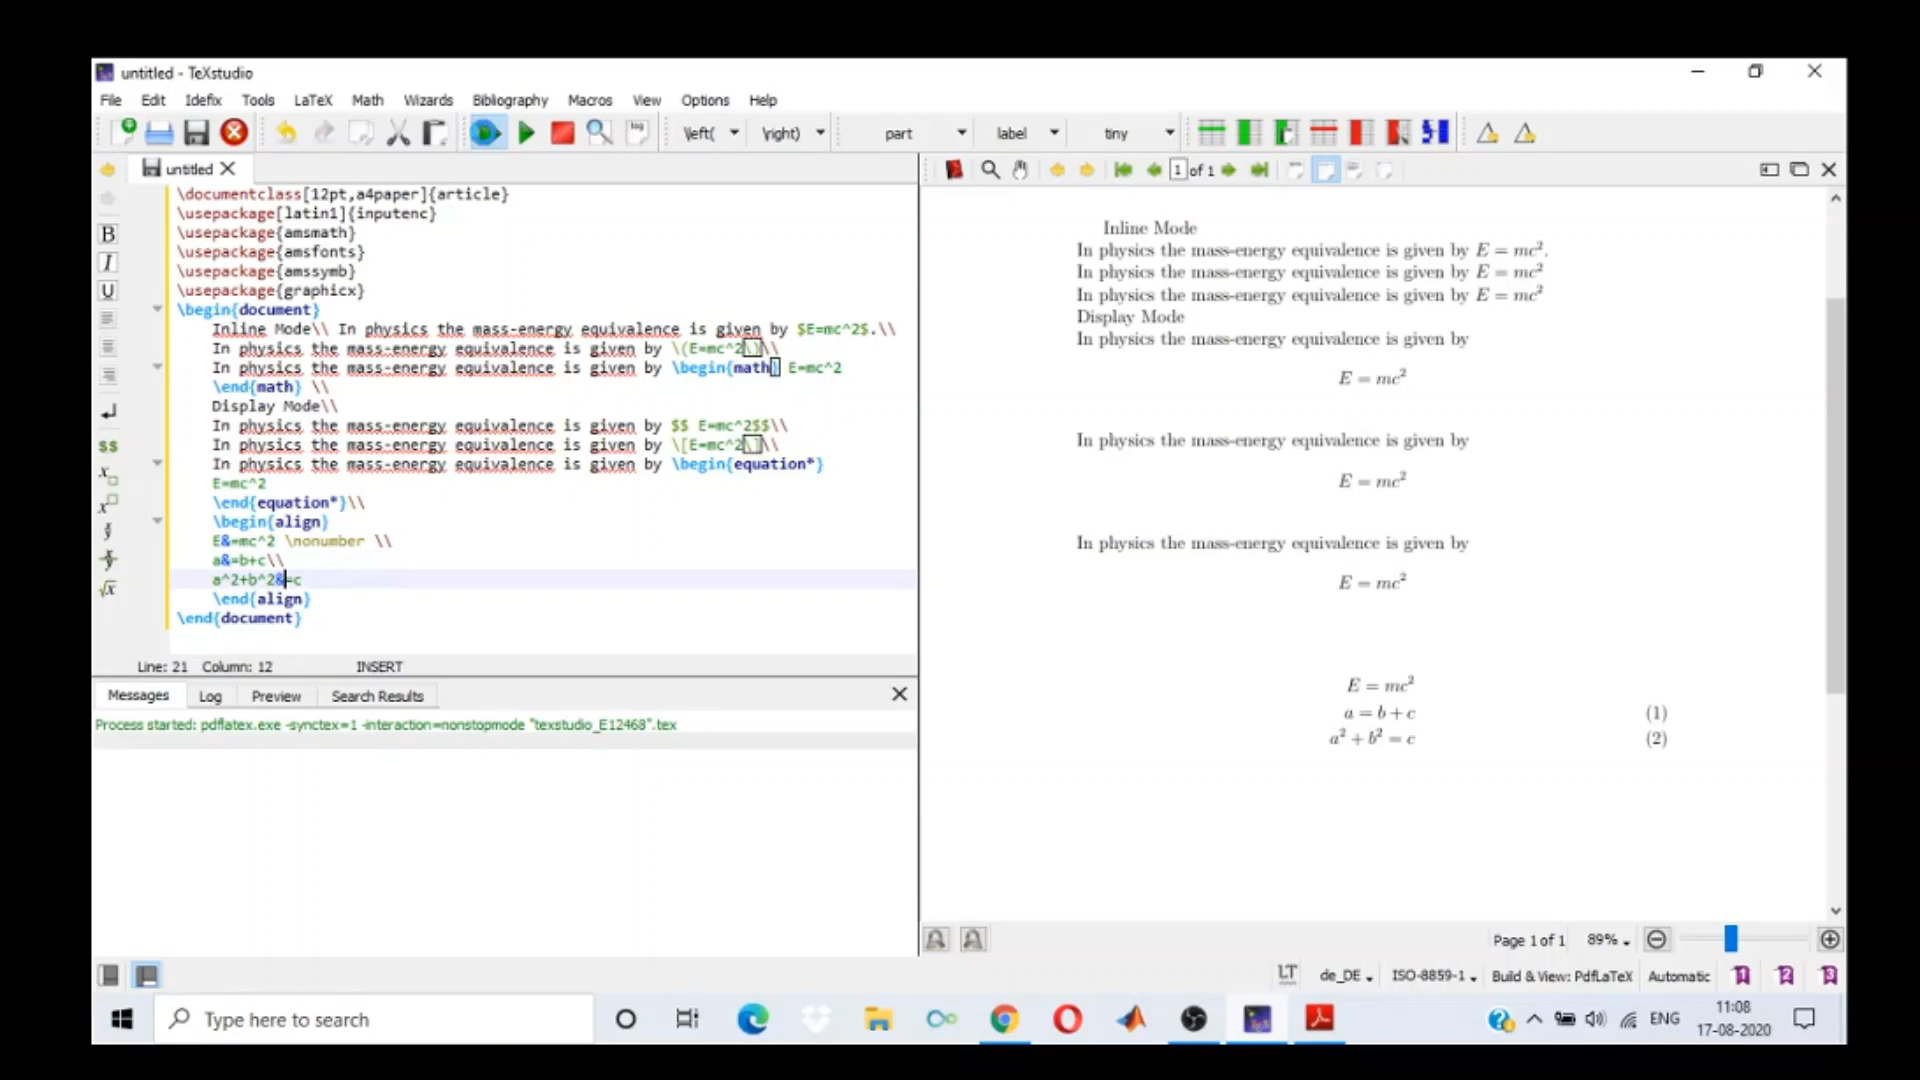 untitled - TeXstudio
File Edit Idefix Tools LaTeX Math Wizards Bibliography Macros View Options Help
\left( \right) part label tiny
untitled
1 of 1
\documentclass[12pt,a4paper]{article}
\usepackage[latin1]{inputenc}
\usepackage{amsmath}
\usepackage{amsfonts}
\usepackage{amssymb}
\usepackage{graphicx}
\begin{document}
Inline Mode\\ In physics the mass-energy equivalence is given by $E=mc^2$.\\
In physics the mass-energy equivalence is given by \(E=mc^2\)\\
In physics the mass-energy equivalence is given by \begin{math} E=mc^2
\end{math} \\
Display Mode\\
In physics the mass-energy equivalence is given by $$ E=mc^2$$\\
In physics the mass-energy equivalence is given by \[E=mc^2\]\\
In physics the mass-energy equivalence is given by \begin{equation*}
E=mc^2
\end{equation*}\\
\begin{align}
E&=mc^2 \nonumber \\
a&=b+c\\
a^2+b^2&=c
\end{align}
\end{document}
Line: 21 Column: 12 INSERT
Messages Log Preview Search Results
Process started: pdflatex.exe -synctex=1 -interaction=nonstopmode "texstudio_E12468".tex
Inline Mode
In physics the mass-energy equivalence is given by E = mc².
In physics the mass-energy equivalence is given by E = mc²
In physics the mass-energy equivalence is given by E = mc²
Display Mode
In physics the mass-energy equivalence is given by
E = mc²
In physics the mass-energy equivalence is given by
E = mc²
In physics the mass-energy equivalence is given by
E = mc²
E = mc²
a = b + c (1)
a² + b² = c (2)
Page 1 of 1 89%
LT de_DE ISO-8859-1 Build & View: PdfLaTeX Automatic 1 2 3
Type here to search
ENG
11:08
17-08-2020